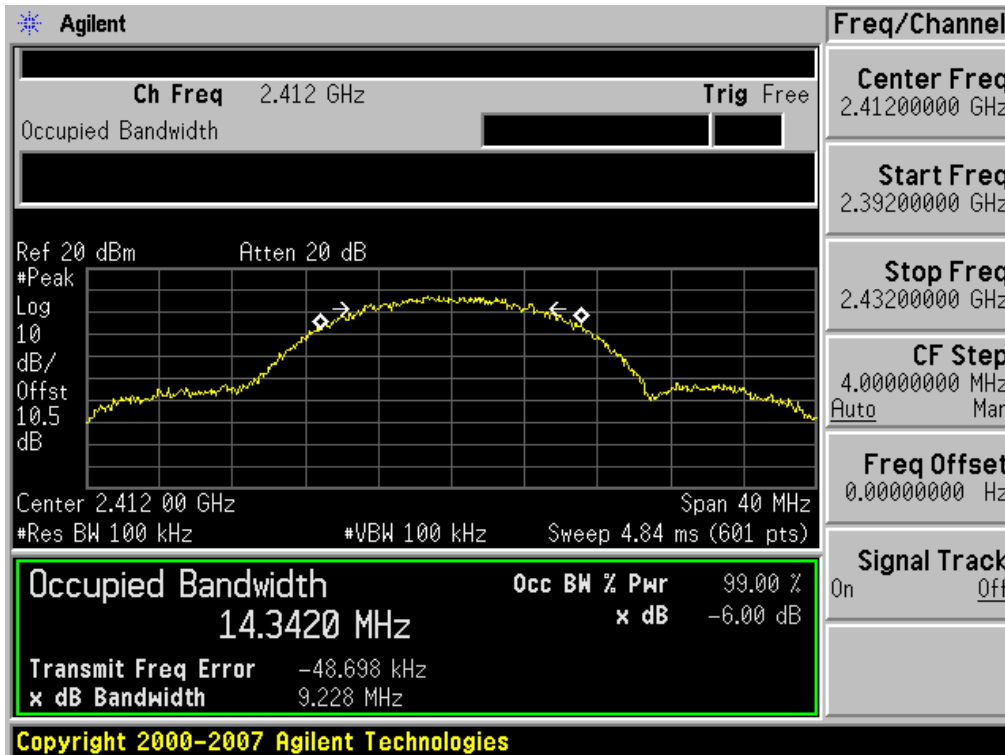 Agilent
Freq/Channel
Ch Freq 2.412 GHz Trig Free
Occupied Bandwidth
Center Freq
2.41200000 GHz
Start Freq
2.39200000 GHz
Stop Freq
2.43200000 GHz
CF Step
4.00000000 MHz
Auto Man
Freq Offset
0.00000000 Hz
Signal Track
On Off
Ref 20 dBm Atten 20 dB
#Peak
Log
10
dB/
Offst
10.5
dB
Center 2.412 00 GHz Span 40 MHz
#Res BW 100 kHz #VBW 100 kHz Sweep 4.84 ms (601 pts)
Occupied Bandwidth Occ BW % Pwr 99.00 %
14.3420 MHz x dB -6.00 dB
Transmit Freq Error -48.698 kHz
x dB Bandwidth 9.228 MHz
Copyright 2000-2007 Agilent Technologies